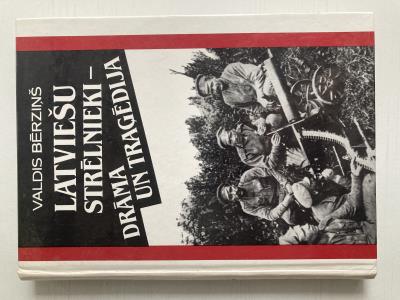 VALDIS BĒRZIŅŠ
LATVIEŠU
STRĒLNIEKI –
DRĀMA
UN TRAĢĒDIJA